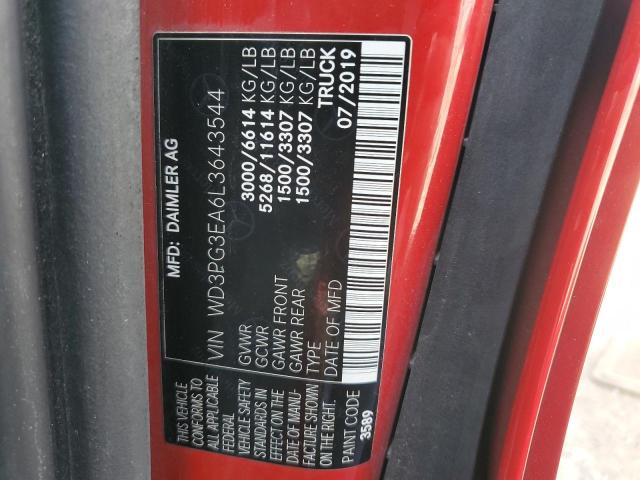 MFD: DAIMLER AG
VIN WD3PG3EA6L3643544
GVWR 3000/6614 KG/LB
GCWR 5268/11614 KG/LB
GAWR FRONT 1500/3307 KG/LB
GAWR REAR 1500/3307 KG/LB
TYPE TRUCK
DATE OF MFD 07/2019
THIS VEHICLE
CONFORMS TO
ALL APPLICABLE
FEDERAL
VEHICLE SAFETY
STANDARDS IN
EFFECT ON THE
DATE OF MANU-
FACTURE SHOWN
ON THE RIGHT.
PAINT CODE
3589